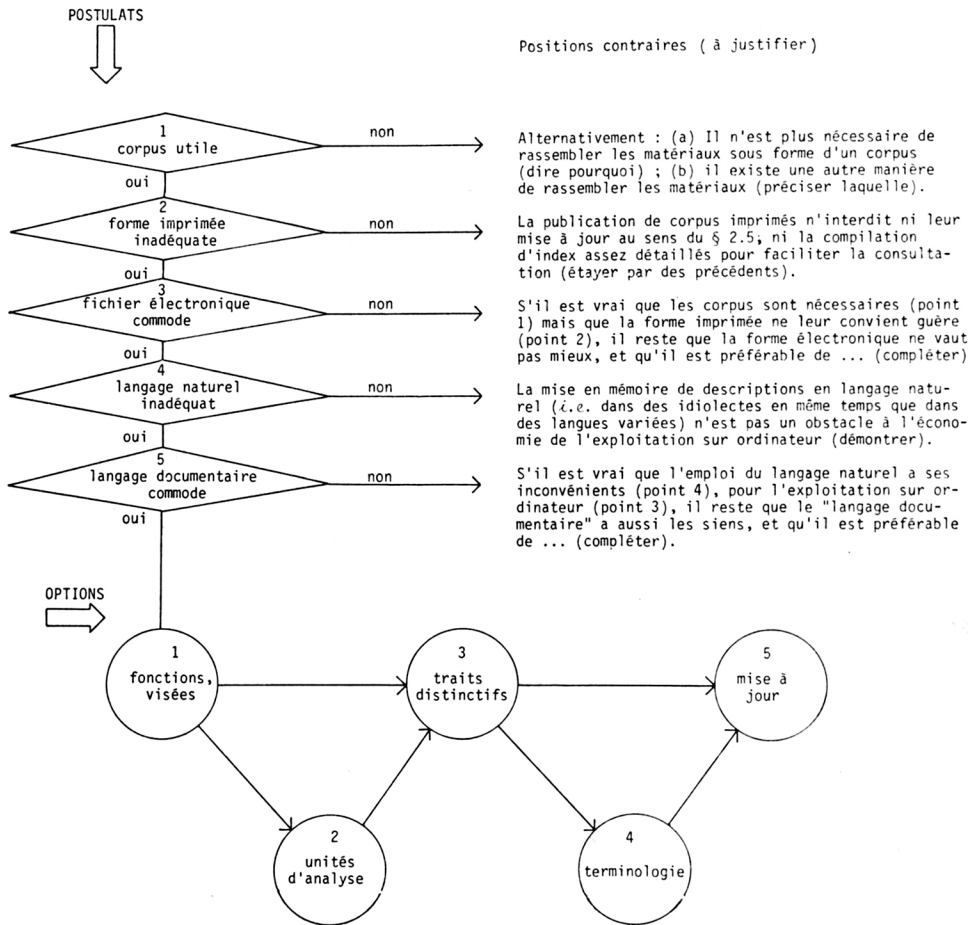 POSTULATS
Positions contraires ( à justifier)
1
corpus utile
non
oui
Alternativement : (a) Il n'est plus nécessaire de
rassembler les matériaux sous forme d'un corpus
(dire pourquoi) ; (b) il existe une autre manière
de rassembler les matériaux (préciser laquelle).
2
forme imprimée
inadéquate
non
oui
La publication de corpus imprimés n'interdit ni leur
mise à jour au sens du § 2.5, ni la compilation
d'index assez détaillés pour faciliter la consulta-
tion (étayer par des précédents).
3
fichier électronique
commode
non
oui
S'il est vrai que les corpus sont nécessaires (point
1) mais que la forme imprimée ne leur convient guère
(point 2), il reste que la forme électronique ne vaut
pas mieux, et qu'il est préférable de ... (compléter)
4
langage naturel
inadéquat
non
oui
La mise en mémoire de descriptions en langage natu-
rel (i.e. dans des idiolectes en même temps que dans
des langues variées) n'est pas un obstacle à l'écono-
mie de l'exploitation sur ordinateur (démontrer).
5
langage documentaire
commode
non
oui
S'il est vrai que l'emploi du langage naturel a ses
inconvénients (point 4), pour l'exploitation sur or-
dinateur (point 3), il reste que le "langage docu-
mentaire" a aussi les siens, et qu'il est préférable
de ... (compléter).
OPTIONS
1
fonctions,
visées
3
traits
distinctifs
5
mise à
jour
2
unités
d'analyse
4
terminologie